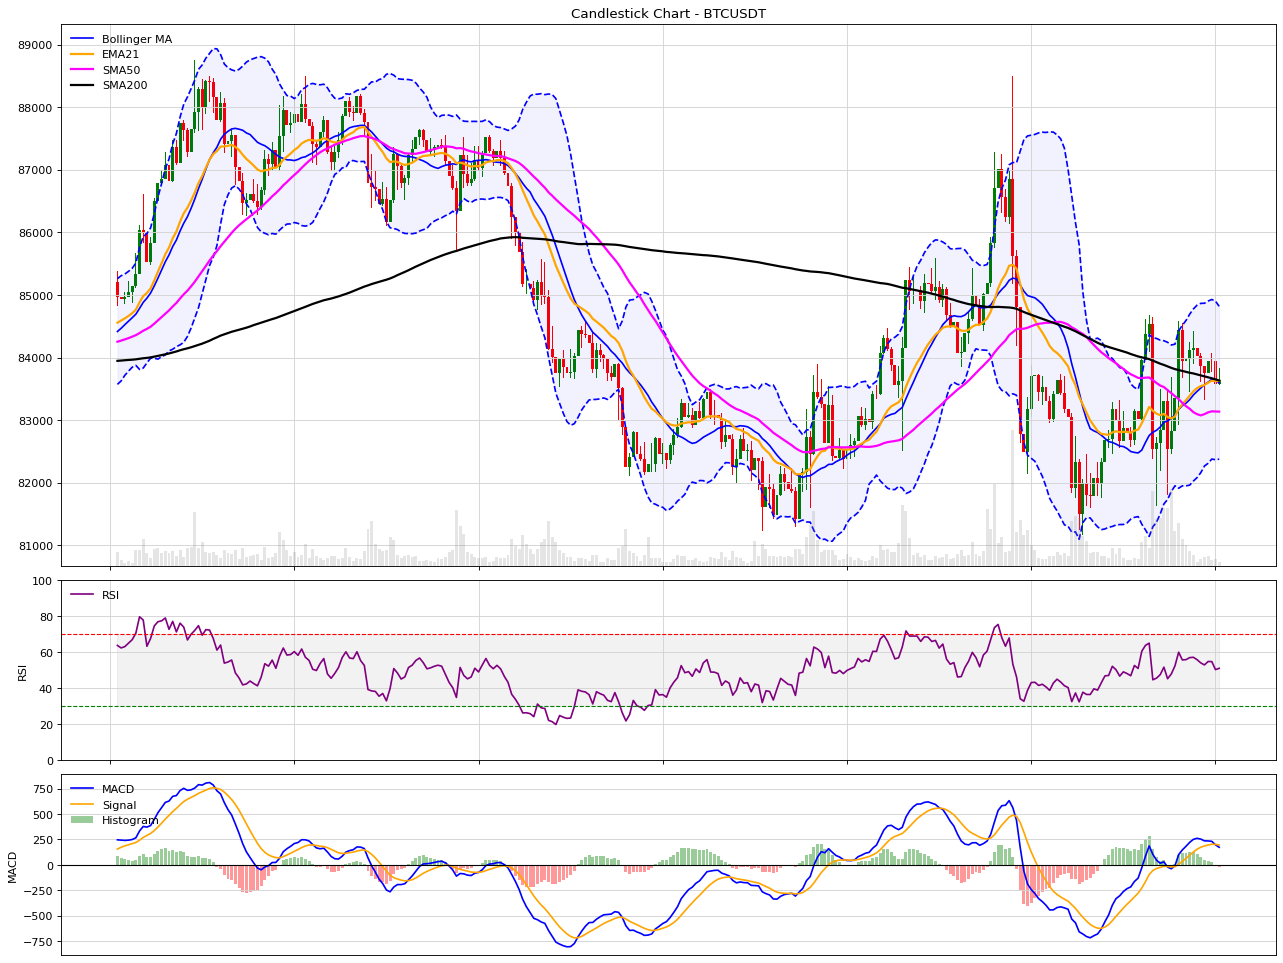 Candlestick Chart - BTCUSDT
Bollinger MA
EMA21
SMA50
SMA200
89000
88000
87000
86000
85000
84000
83000
82000
81000
RSI
100
80
60
40
20
0
RSI
MACD
Signal
Histogram
750
500
250
0
−250
−500
−750
MACD